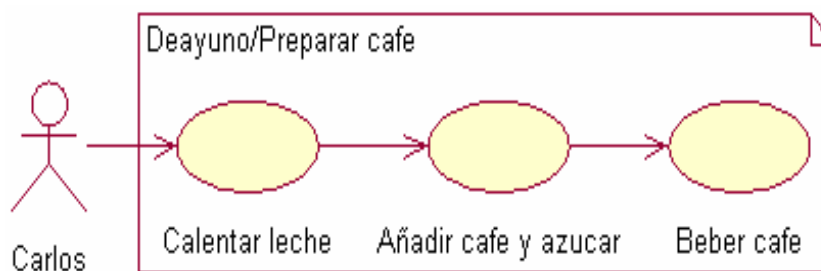 Deayuno/Preparar cafe
Carlos
Calentar leche
Añadir cafe y azucar
Beber cafe